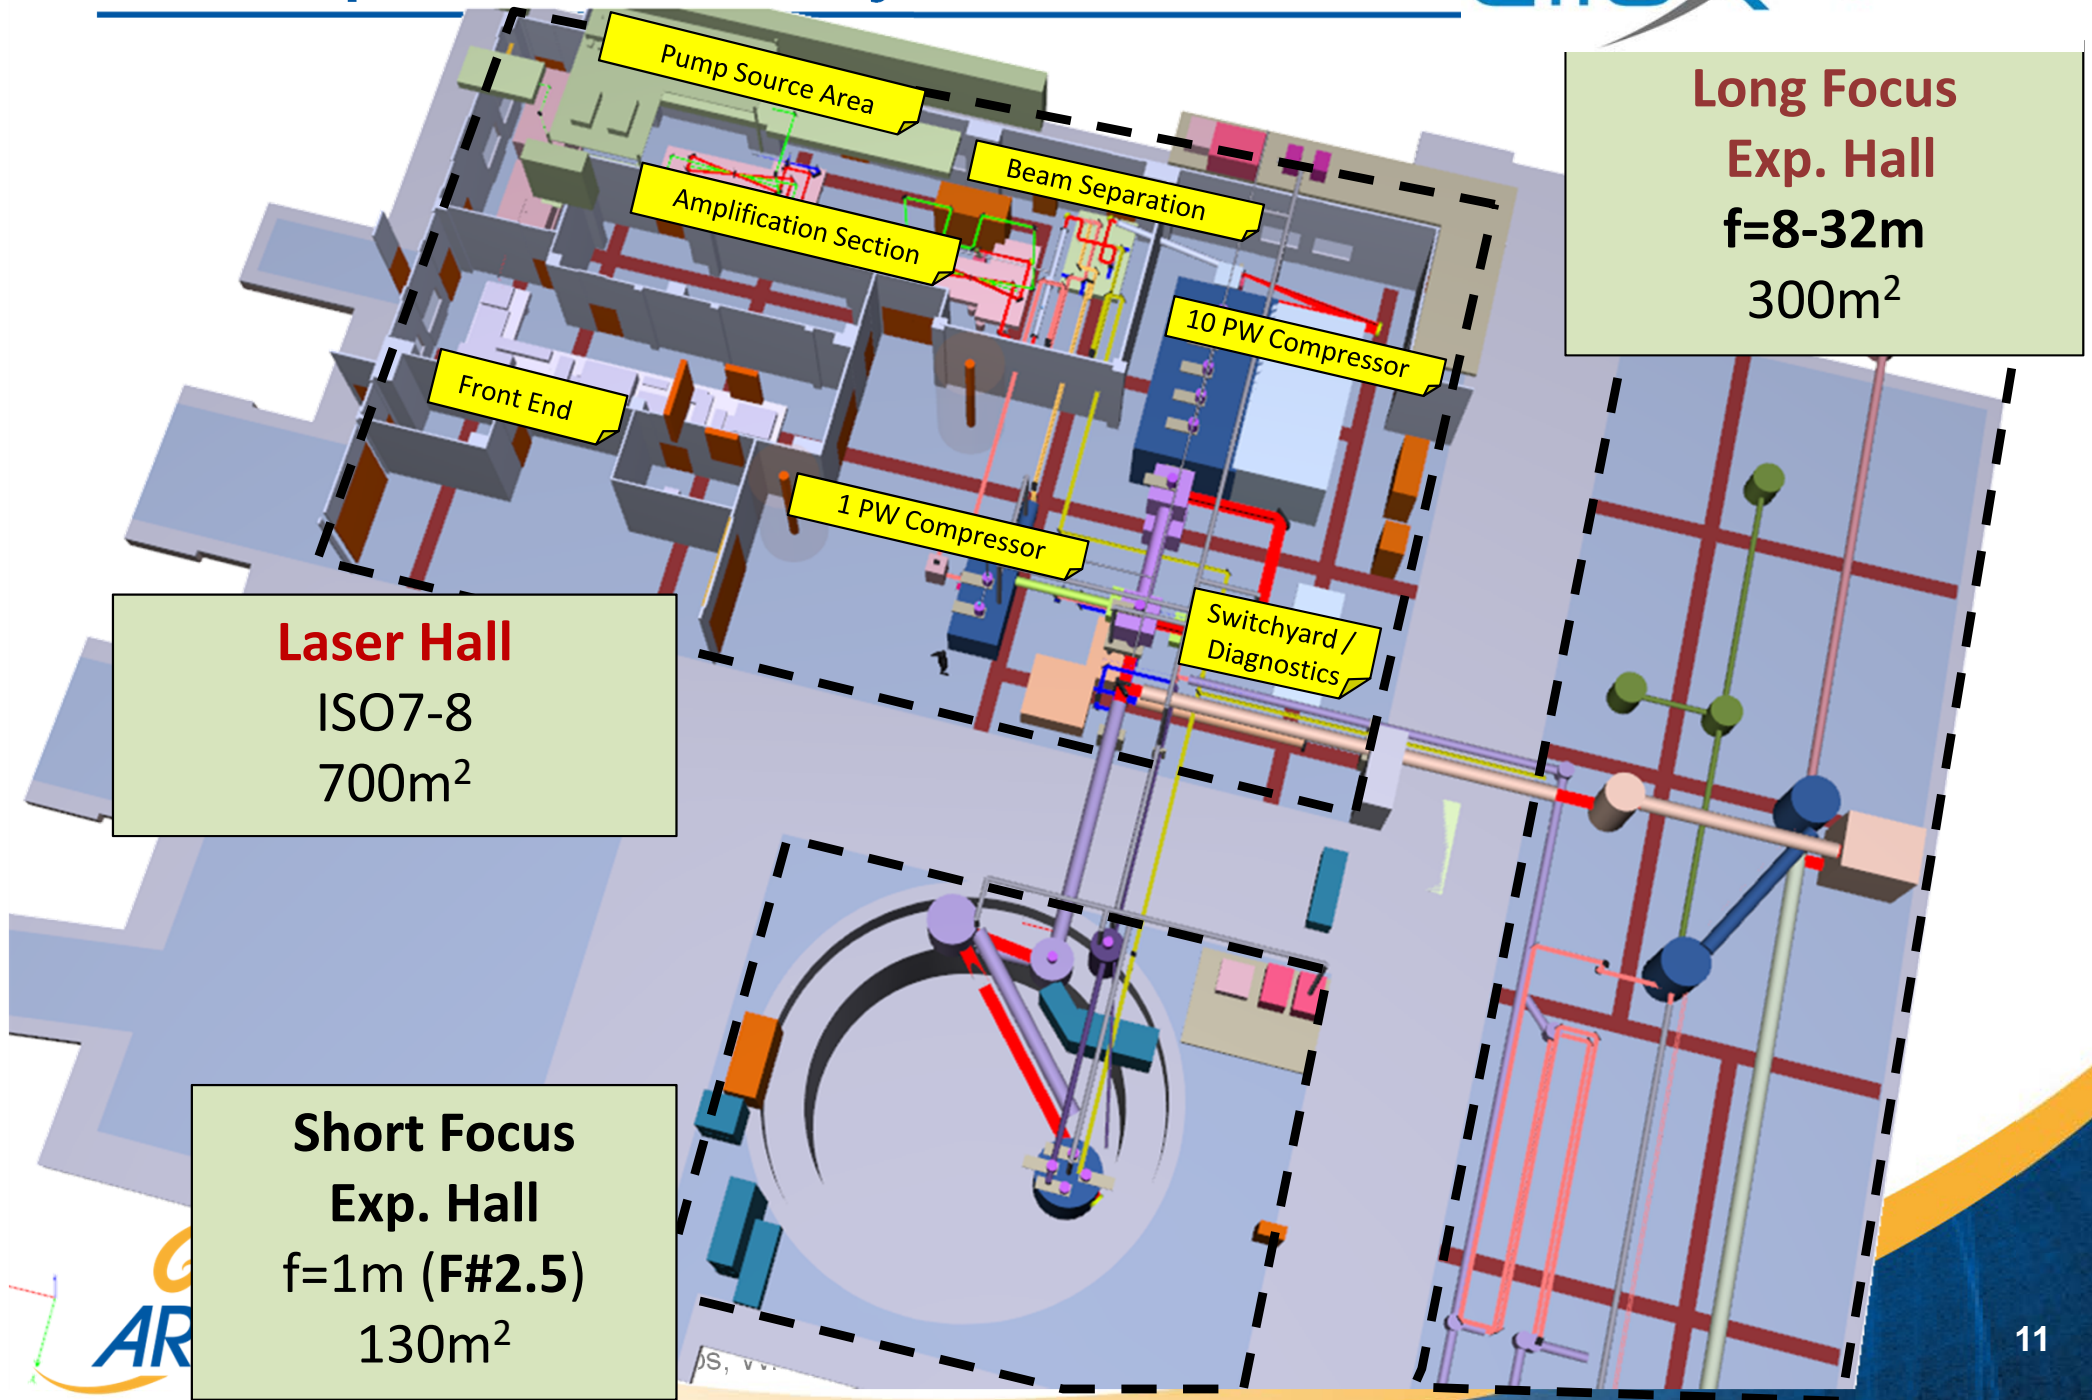 Pump Source Area
Beam Separation
Amplification Section
10 PW Compressor
Front End
1 PW Compressor
Switchyard /
Diagnostics
Long Focus
Exp. Hall
f=8-32m
300m²
Laser Hall
ISO7-8
700m²
Short Focus
Exp. Hall
f=1m (F#2.5)
130m²
11